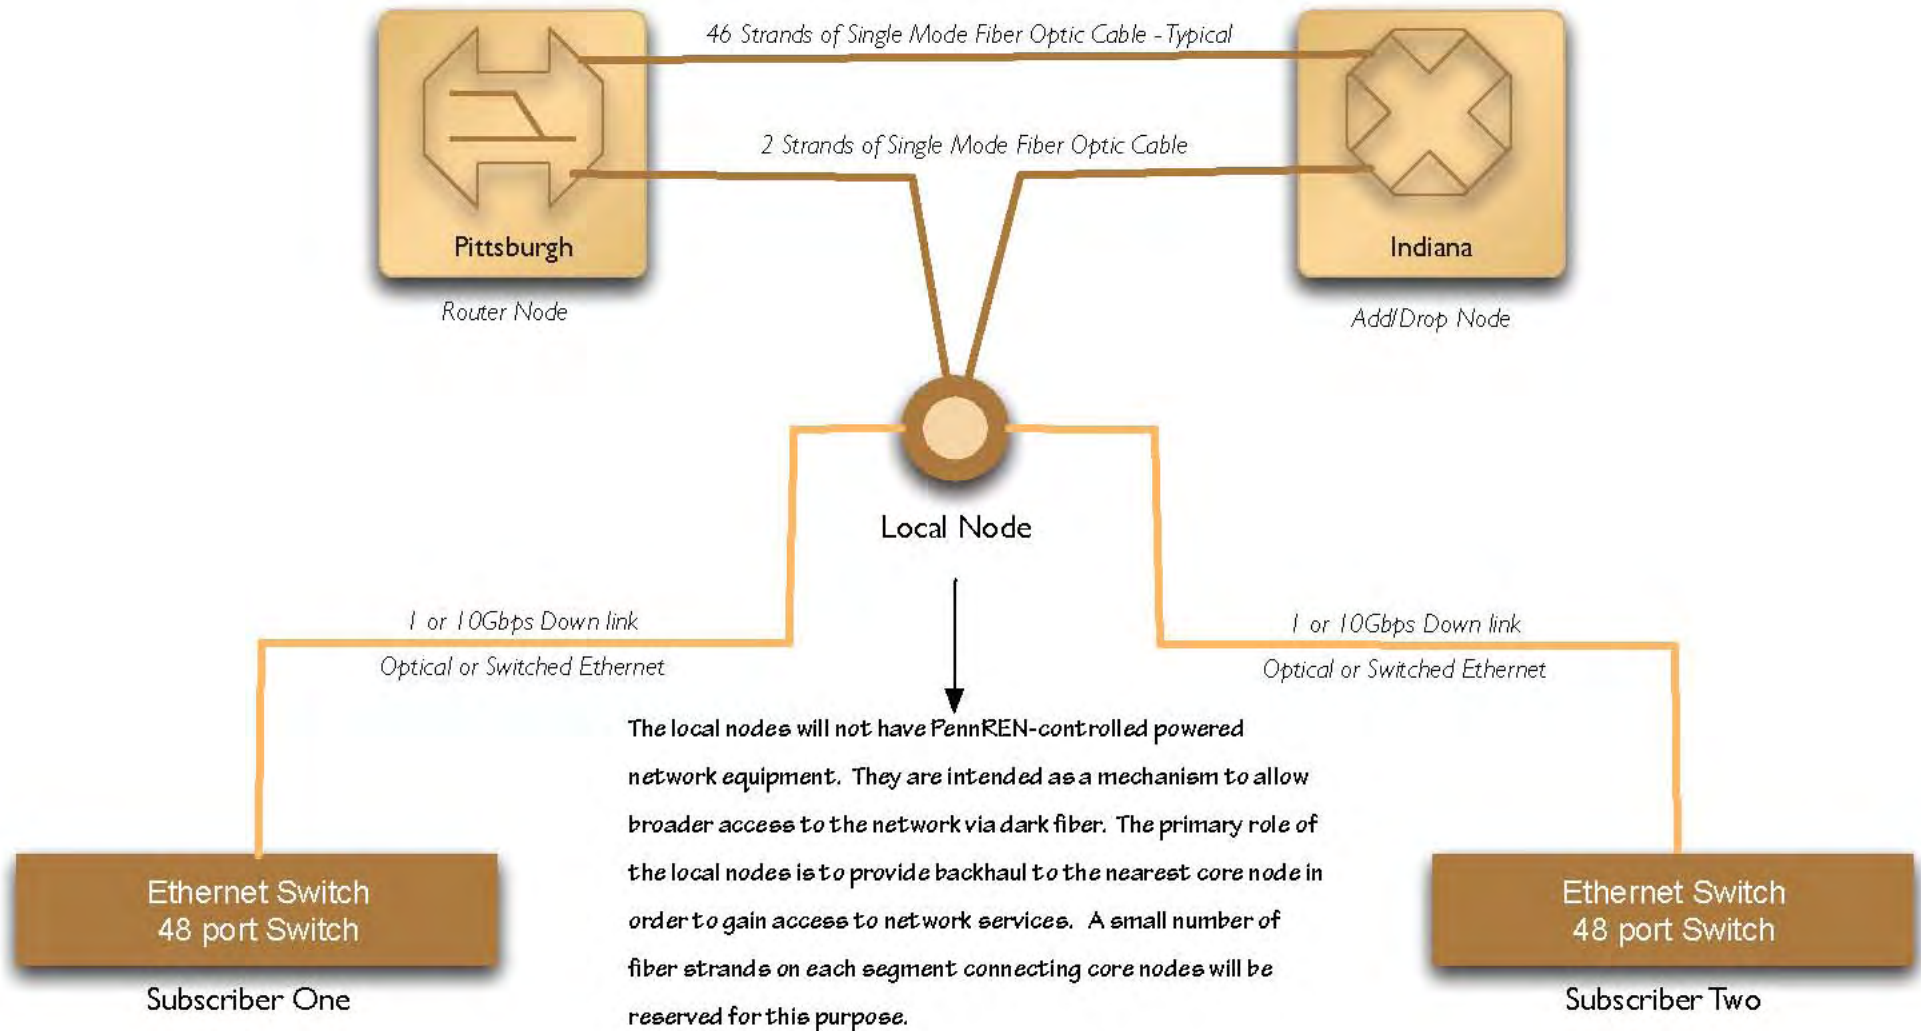 46 Strands of Single Mode Fiber Optic Cable - Typical
2 Strands of Single Mode Fiber Optic Cable
Pittsburgh
Indiana
Router Node
Add/Drop Node
Local Node
1 or 10Gbps Down link
Optical or Switched Ethernet
1 or 10Gbps Down link
Optical or Switched Ethernet
The local nodes will not have PennREN-controlled powered
network equipment. They are intended as a mechanism to allow
broader access to the network via dark fiber. The primary role of
the local nodes is to provide backhaul to the nearest core node in
order to gain access to network services. A small number of
fiber strands on each segment connecting core nodes will be
reserved for this purpose.
Ethernet Switch
48 port Switch
Subscriber One
Ethernet Switch
48 port Switch
Subscriber Two